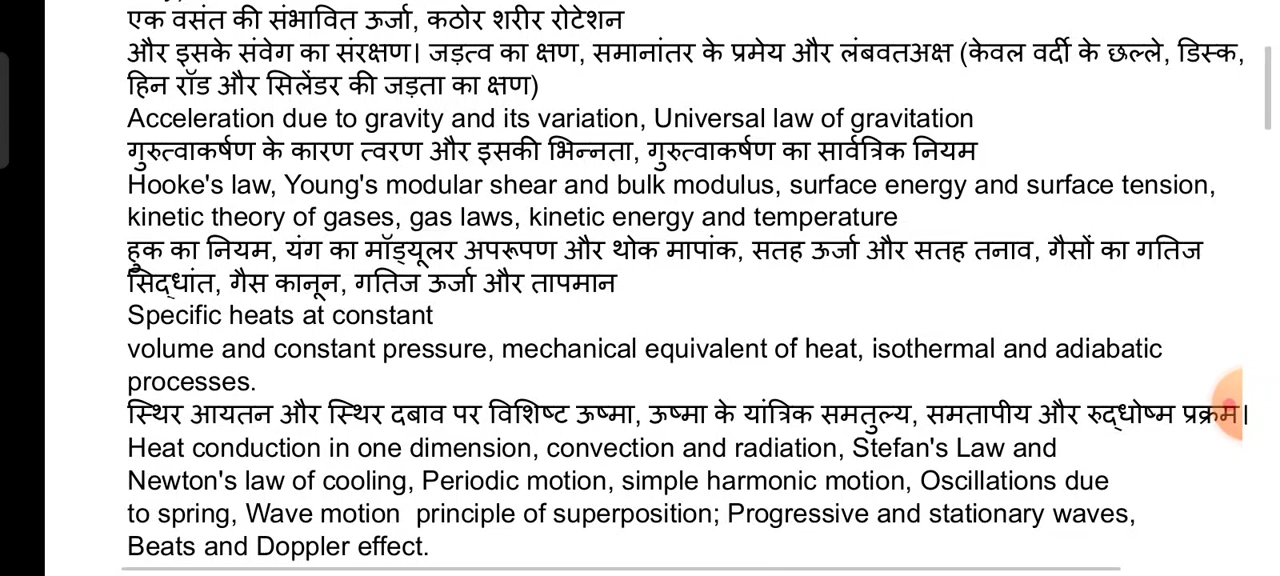 एक वसंत की संभावित ऊर्जा, कठोर शरीर रोटेशन
और इसके संवेग का संरक्षण। जड़त्व का क्षण, समानांतर के प्रमेय और लंबवतअक्ष (केवल वर्दी के छल्ले, डिस्क,
हिन रॉड और सिलेंडर की जड़ता का क्षण)
Acceleration due to gravity and its variation, Universal law of gravitation
गुरुत्वाकर्षण के कारण त्वरण और इसकी भिन्नता, गुरुत्वाकर्षण का सार्वत्रिक नियम
Hooke's law, Young's modular shear and bulk modulus, surface energy and surface tension,
kinetic theory of gases, gas laws, kinetic energy and temperature
हुक का नियम, यंग का मॉड्यूलर अपरूपण और थोक मापांक, सतह ऊर्जा और सतह तनाव, गैसों का गतिज
सिद्धांत, गैस कानून, गतिज ऊर्जा और तापमान
Specific heats at constant
volume and constant pressure, mechanical equivalent of heat, isothermal and adiabatic
processes.
स्थिर आयतन और स्थिर दबाव पर विशिष्ट ऊष्मा, ऊष्मा के यांत्रिक समतुल्य, समतापीय और रुद्धोष्म प्रक्रम।
Heat conduction in one dimension, convection and radiation, Stefan's Law and
Newton's law of cooling, Periodic motion, simple harmonic motion, Oscillations due
to spring, Wave motion principle of superposition; Progressive and stationary waves,
Beats and Doppler effect.